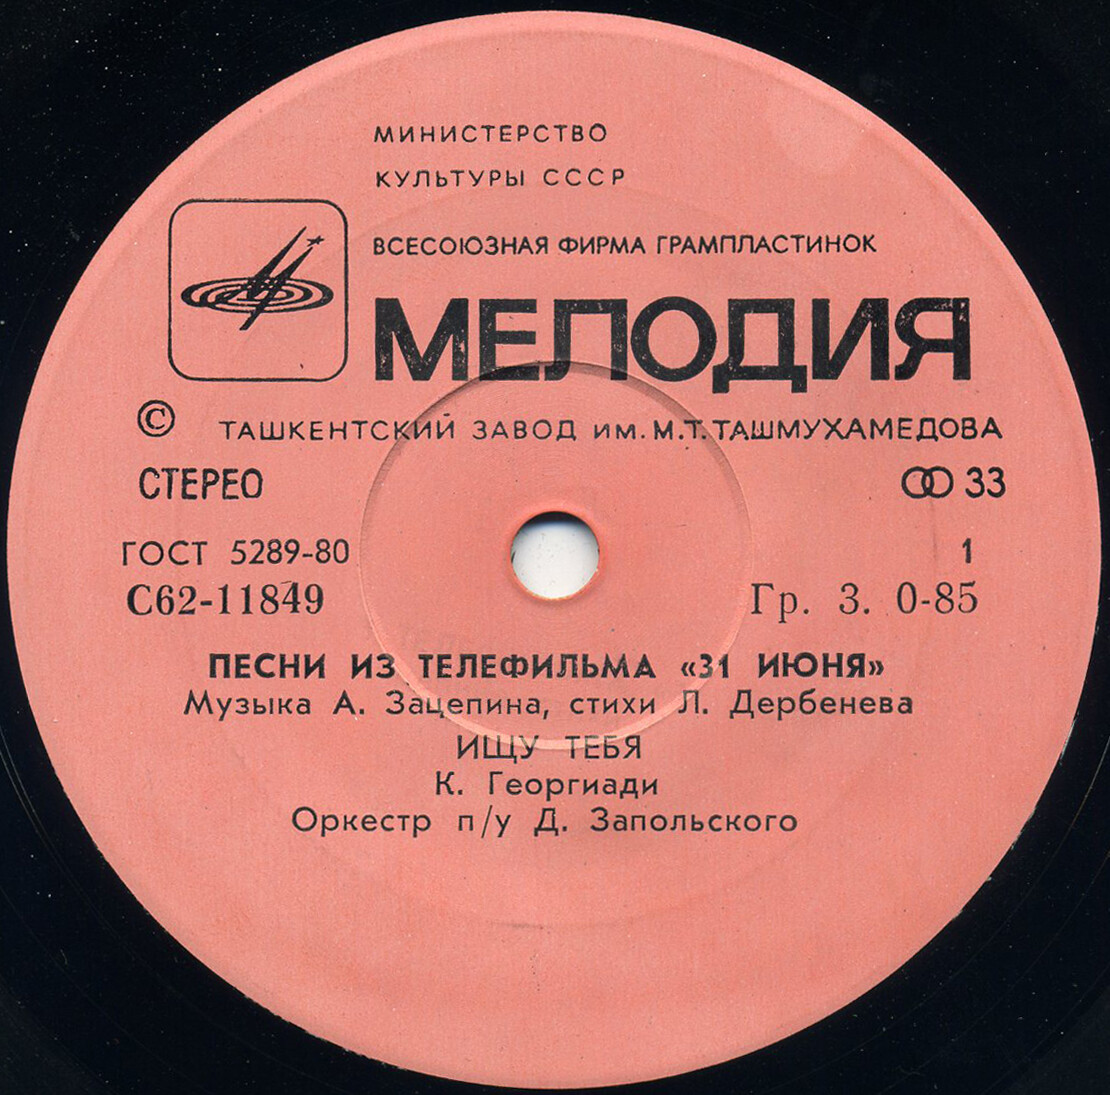 МИНИСТЕРСТВО
КУЛЬТУРЫ СССР
ВСЕСОЮЗНАЯ ФИРМА ГРАМПЛАСТИНОК
МЕЛОДИЯ
© ТАШКЕНТСКИЙ ЗАВОД ИМ. М.Т. ТАШМУХАМЕДОВА
СТЕРЕО 33
ГОСТ 5289-80 1
С62-11849 Гр. 3. 0-85
ПЕСНИ ИЗ ТЕЛЕФИЛЬМА «31 ИЮНЯ»
Музыка А. Зацепина, стихи Л. Дербенева
ИЩУ ТЕБЯ
К. Георгиади
Оркестр п/у Д. Запольского